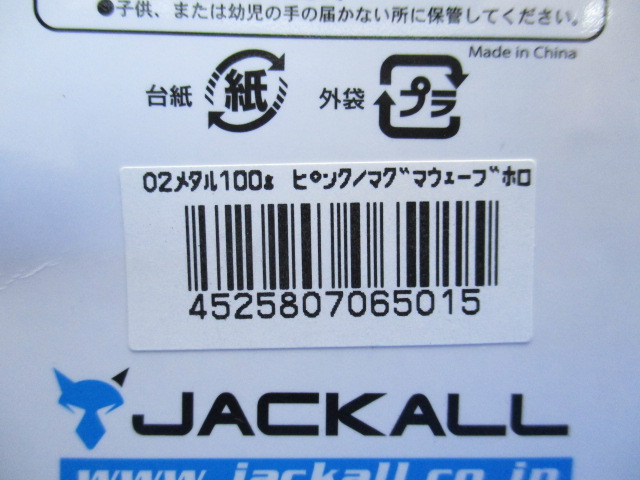 ●子供、または幼児の手の届かない所に保管してください。
Made in China
台紙 紙 外袋 プラ
02ﾒﾀﾙ100g ﾋﾟﾝｸ/ﾏｸﾞﾏｳｪｰﾌﾞﾎﾛ
4525807065015
JACKALL
www.jackall.co.jp